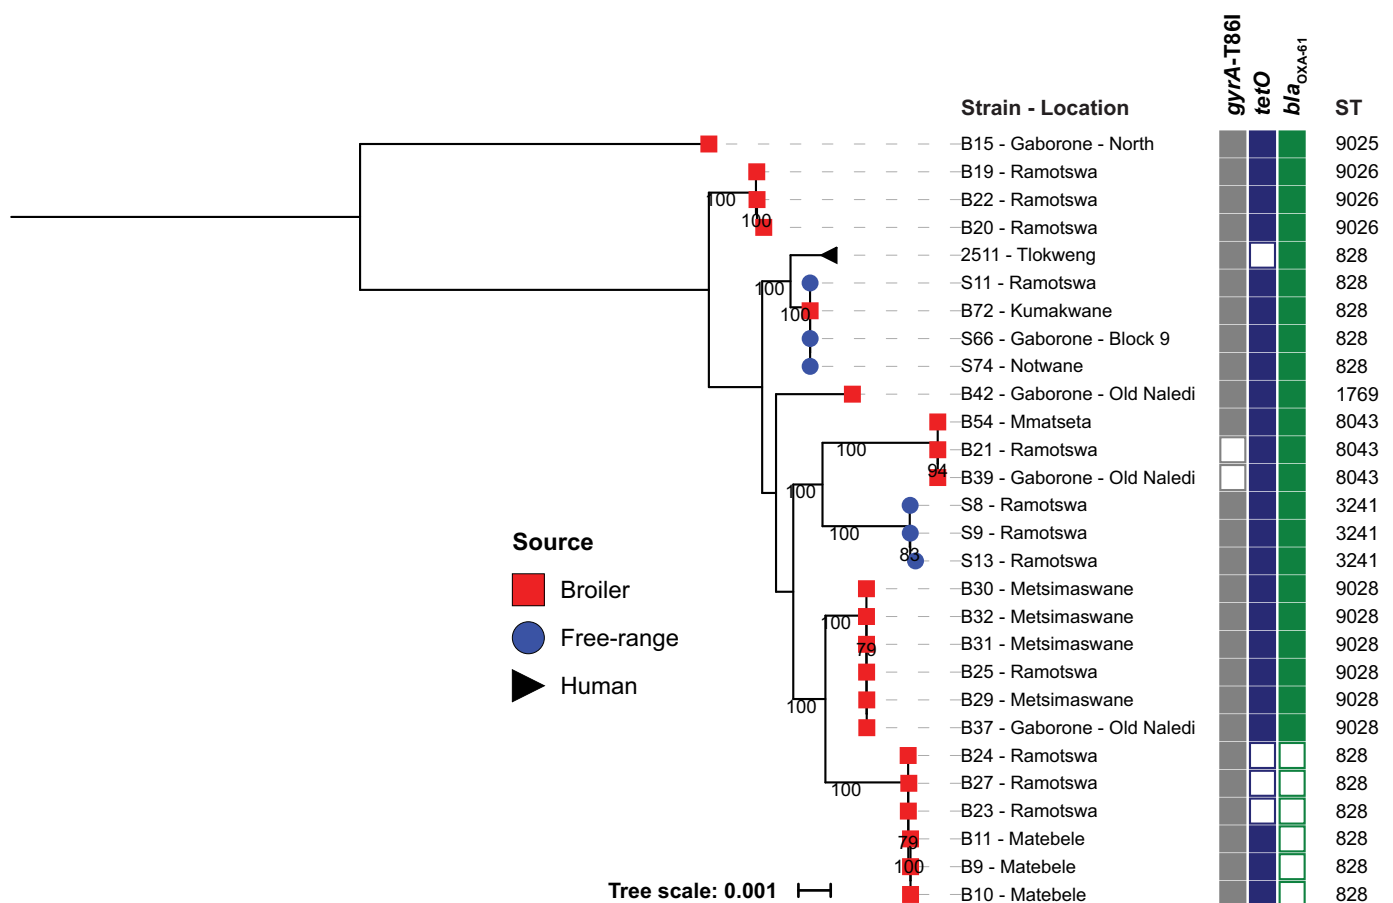 gyrA-T86I
tetO
blaOXA-61
Strain - Location
ST
B15 - Gaborone - North 9025
B19 - Ramotswa 9026
100
B22 - Ramotswa 9026
100
B20 - Ramotswa 9026
2511 - Tlokweng 828
100
S11 - Ramotswa 828
100
B72 - Kumakwane 828
S66 - Gaborone - Block 9 828
S74 - Notwane 828
B42 - Gaborone - Old Naledi 1769
B54 - Mmatseta 8043
100
B21 - Ramotswa 8043
94
B39 - Gaborone - Old Naledi 8043
100
S8 - Ramotswa 3241
100
S9 - Ramotswa 3241
83
S13 - Ramotswa 3241
B30 - Metsimaswane 9028
100
B32 - Metsimaswane 9028
79
B31 - Metsimaswane 9028
B25 - Ramotswa 9028
100
B29 - Metsimaswane 9028
B37 - Gaborone - Old Naledi 9028
B24 - Ramotswa 828
100
B27 - Ramotswa 828
B23 - Ramotswa 828
79
B11 - Matebele 828
100
B9 - Matebele 828
B10 - Matebele 828
Source
Broiler
Free-range
Human
Tree scale: 0.001